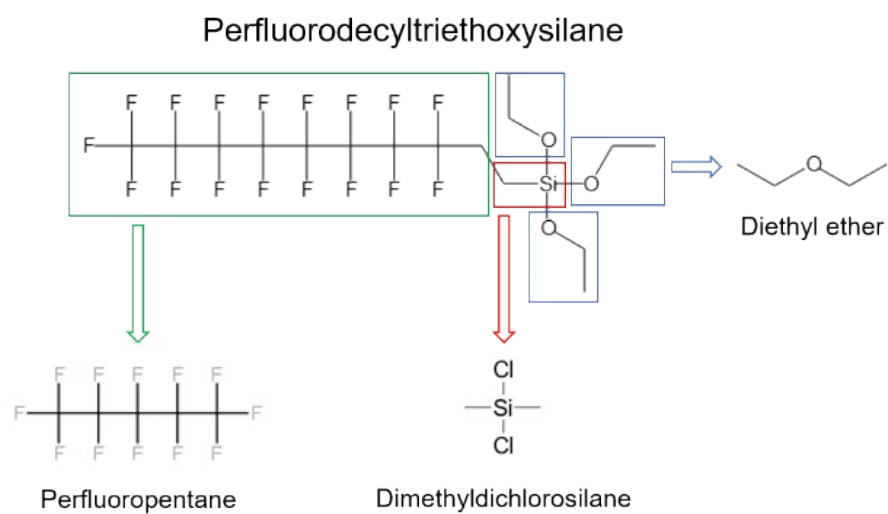 Perfluorodecyltriethoxysilane
F F F F F F F F
F
F F F F F F F F
O
Si O
O
O
Diethyl ether
F F F F F
F F
F F F F F
Cl
Si
Cl
Perfluoropentane
Dimethyldichlorosilane